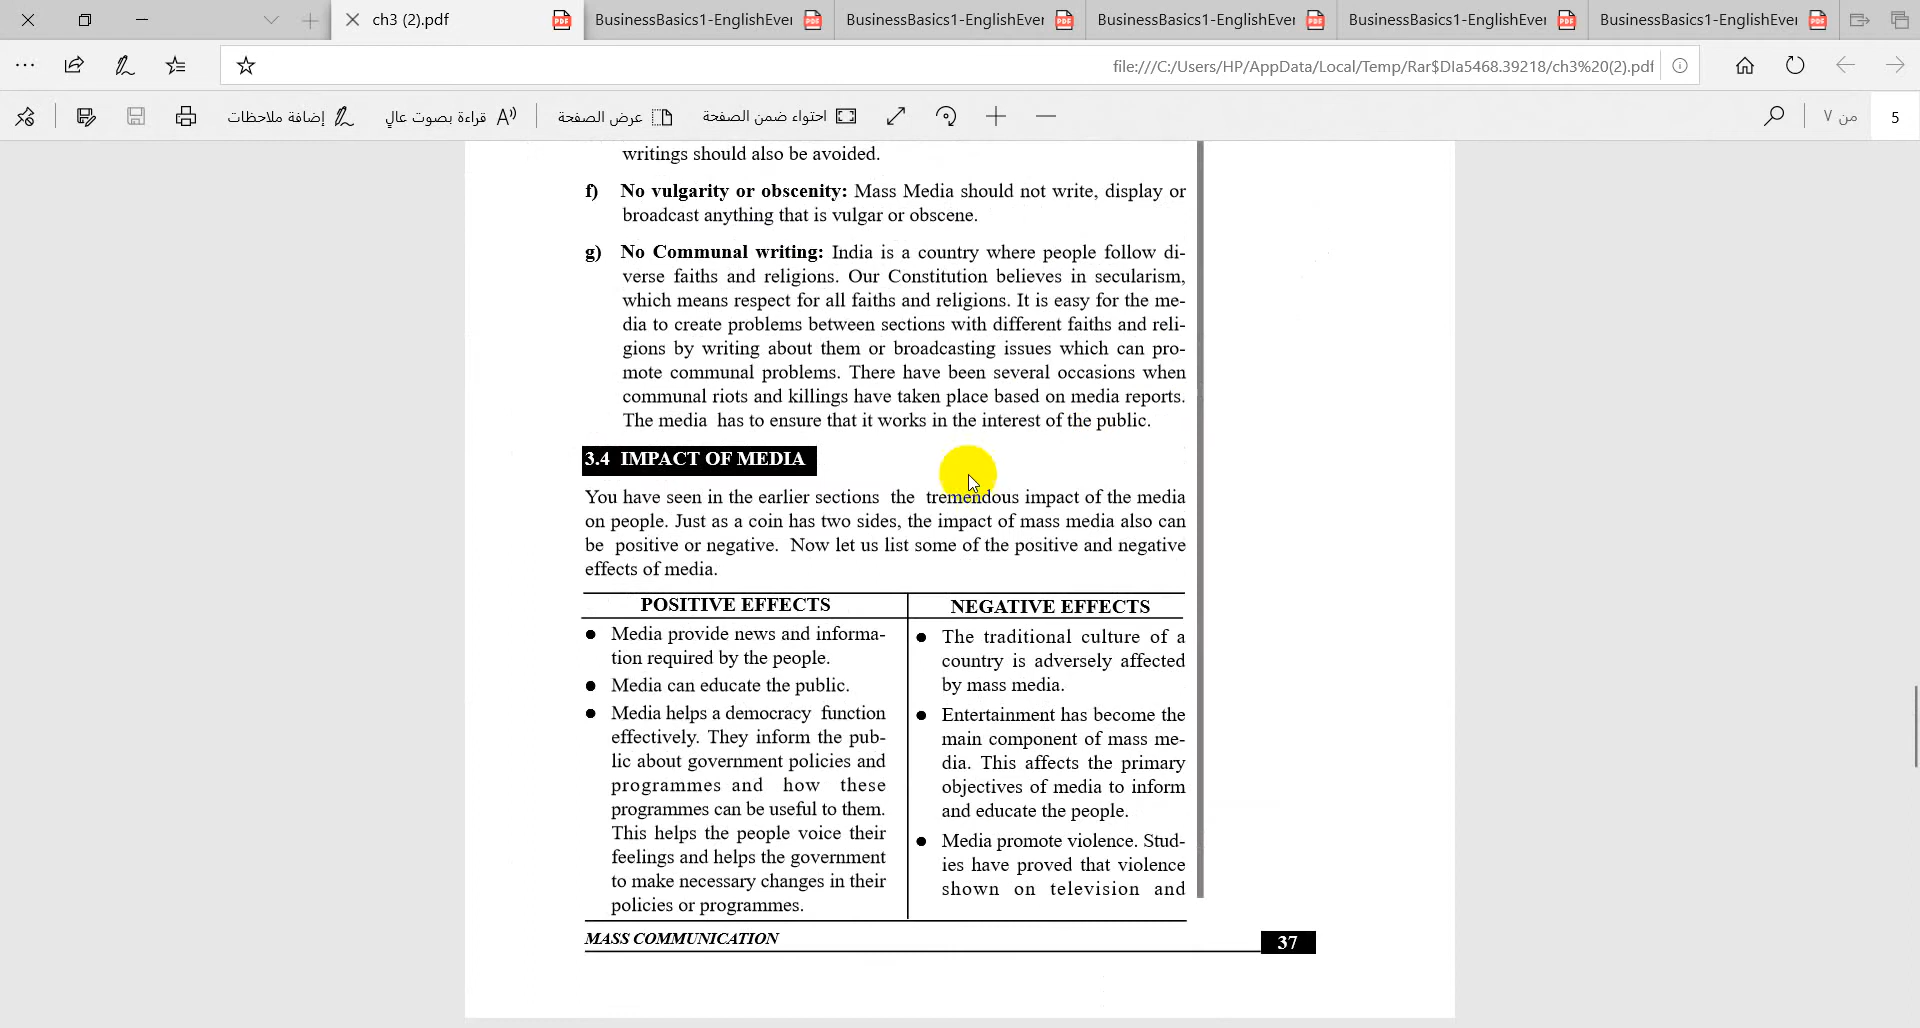 ch3 (2).pdf
BusinessBasics1-EnglishEver
BusinessBasics1-EnglishEver
BusinessBasics1-EnglishEver
BusinessBasics1-EnglishEver
BusinessBasics1-EnglishEver
file:///C:/Users/HP/AppData/Local/Temp/Rar$DIa5468.39218/ch3%20(2).pdf
إضافة ملاحظات
قراءة بصوت عالٍ
عرض الصفحة
احتواء ضمن الصفحة
من ٧
5
writings should also be avoided.
f) No vulgarity or obscenity: Mass Media should not write, display or
broadcast anything that is vulgar or obscene.
g) No Communal writing: India is a country where people follow di-
verse faiths and religions. Our Constitution believes in secularism,
which means respect for all faiths and religions. It is easy for the me-
dia to create problems between sections with different faiths and reli-
gions by writing about them or broadcasting issues which can pro-
mote communal problems. There have been several occasions when
communal riots and killings have taken place based on media reports.
The media has to ensure that it works in the interest of the public.
3.4 IMPACT OF MEDIA
You have seen in the earlier sections the tremendous impact of the media
on people. Just as a coin has two sides, the impact of mass media also can
be positive or negative. Now let us list some of the positive and negative
effects of media.
POSITIVE EFFECTS
● Media provide news and informa-
tion required by the people.
● Media can educate the public.
● Media helps a democracy function
effectively. They inform the pub-
lic about government policies and
programmes and how these
programmes can be useful to them.
This helps the people voice their
feelings and helps the government
to make necessary changes in their
policies or programmes.
NEGATIVE EFFECTS
● The traditional culture of a
country is adversely affected
by mass media.
● Entertainment has become the
main component of mass me-
dia. This affects the primary
objectives of media to inform
and educate the people.
● Media promote violence. Stud-
ies have proved that violence
shown on television and
MASS COMMUNICATION
37